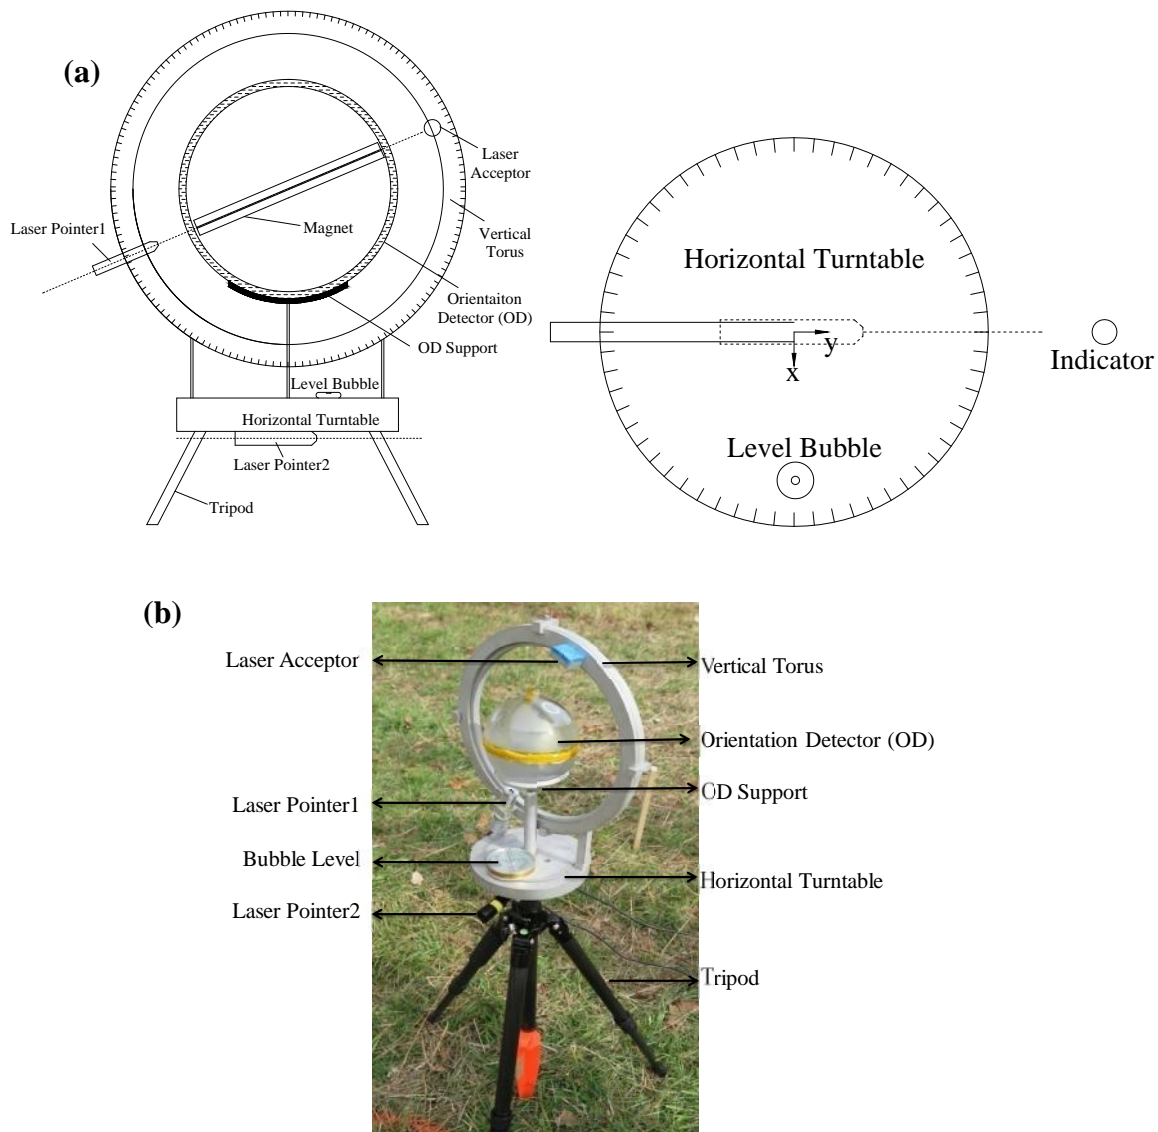 (a)
Laser
Acceptor
Laser Pointer1
Magnet
Vertical
Torus
Orientaiton
Detector (OD)
OD Support
Level Bubble
Horizontal Turntable
Laser Pointer2
Tripod
Horizontal Turntable
y
x
Indicator
Level Bubble
(b)
Laser Acceptor
Vertical Torus
Orientation Detector (OD)
OD Support
Laser Pointer1
Bubble Level
Horizontal Turntable
Laser Pointer2
Tripod